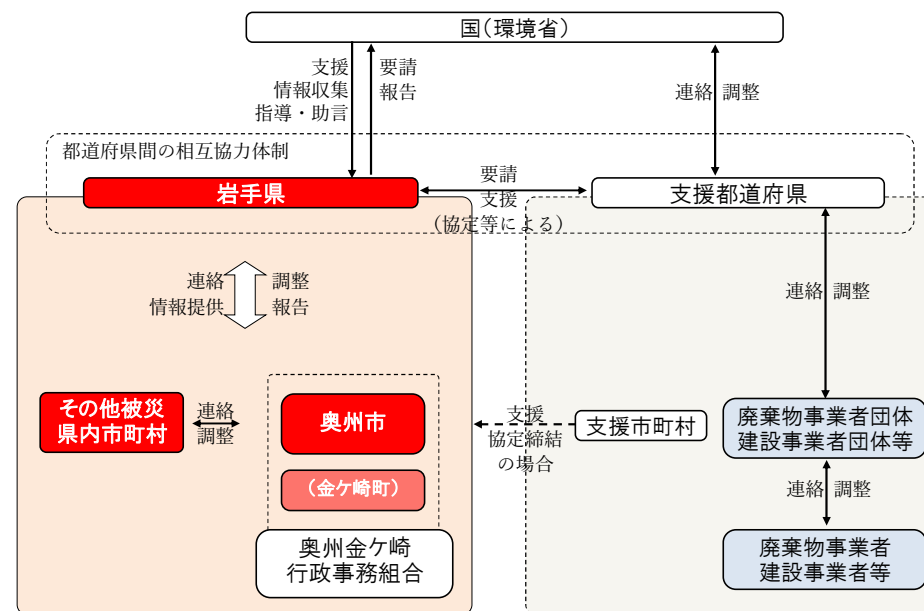 国（環境省）
支援
情報収集
指導・助言
要請
報告
連絡 調整
都道府県間の相互協力体制
岩手県
要請
支援
（協定等による）
支援都道府県
連絡 調整
情報提供 報告
連絡 調整
その他被災
県内市町村
連絡
調整
奥州市
（金ケ崎町）
奥州金ケ崎
行政事務組合
支援
協定締結
の場合
支援市町村
廃棄物事業者団体
建設事業者団体等
連絡 調整
廃棄物事業者
建設事業者等